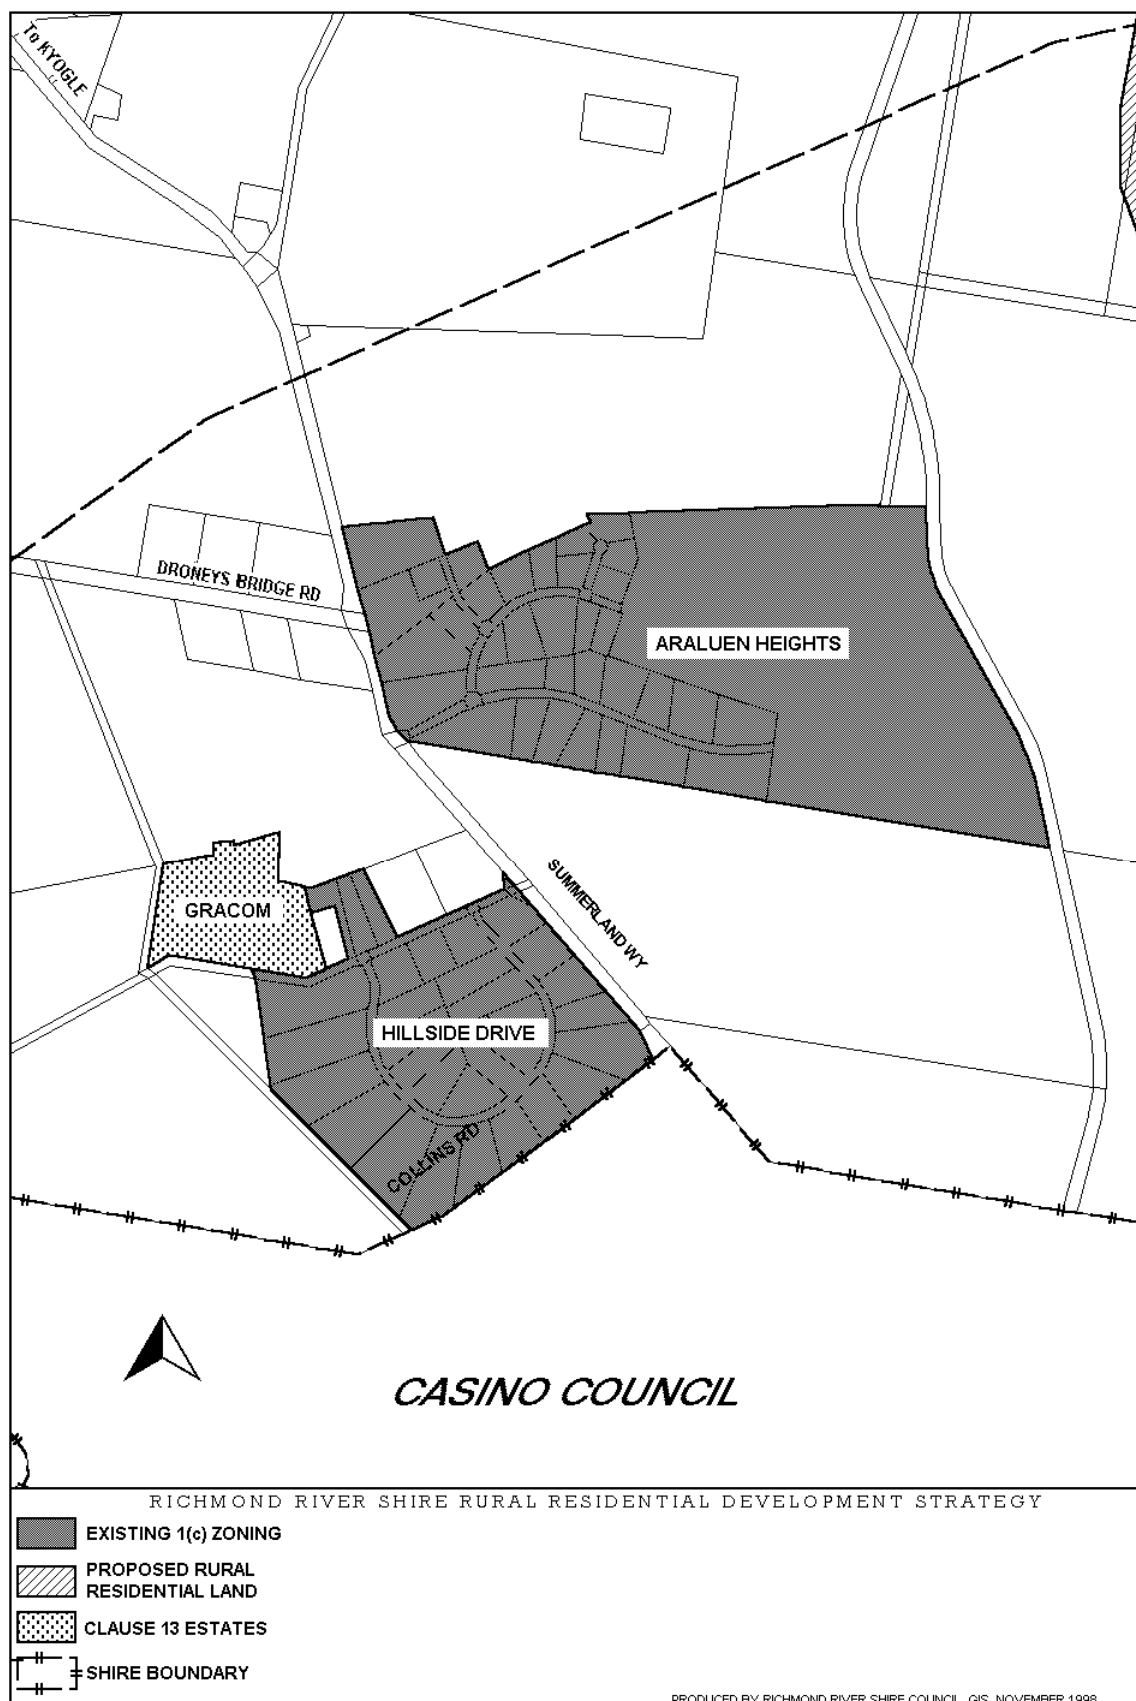 To KYOGLE
DRONEYS BRIDGE RD
ARALUEN HEIGHTS
SUMMERLAND WY
GRACOM
HILLSIDE DRIVE
COLLINS RD
CASINO COUNCIL
RICHMOND RIVER SHIRE RURAL RESIDENTIAL DEVELOPMENT STRATEGY
EXISTING 1(c) ZONING
PROPOSED RURAL
RESIDENTIAL LAND
CLAUSE 13 ESTATES
SHIRE BOUNDARY
PRODUCED BY RICHMOND RIVER SHIRE COUNCIL GIS, NOVEMBER 1998